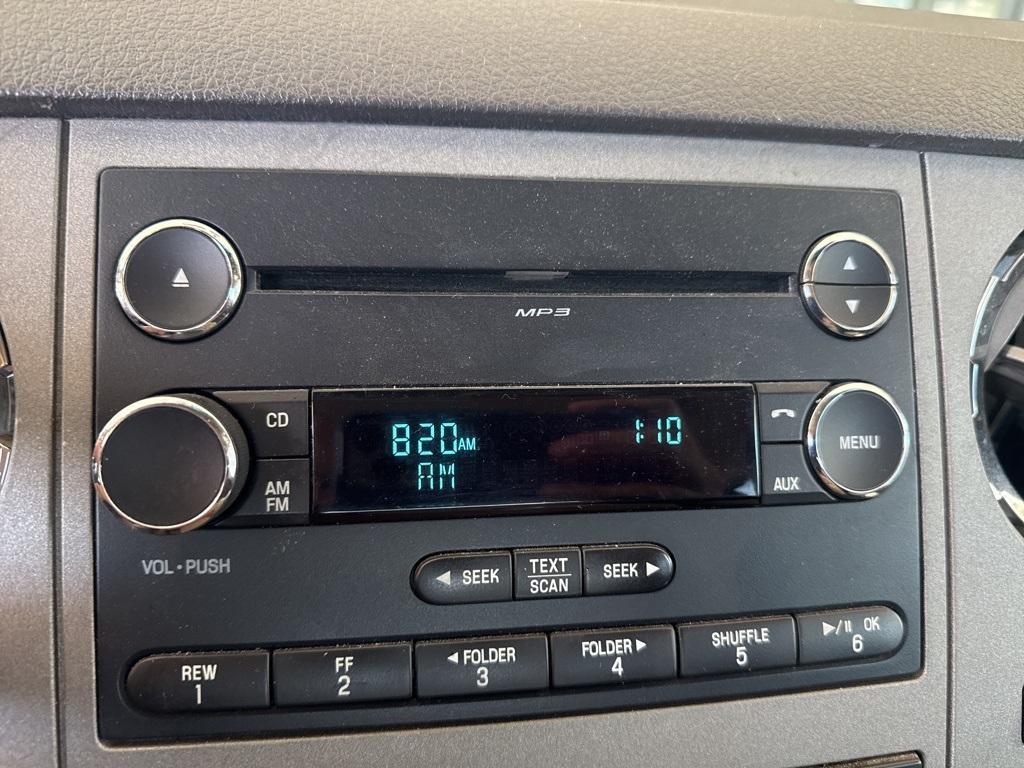 MP3
CD
820AM
1:10
AM
AM
FM
MENU
AUX
VOL • PUSH
◀ SEEK
TEXT
SCAN
SEEK ▶
REW
1
FF
2
◀ FOLDER
3
FOLDER ▶
4
SHUFFLE
5
▶/II OK
6